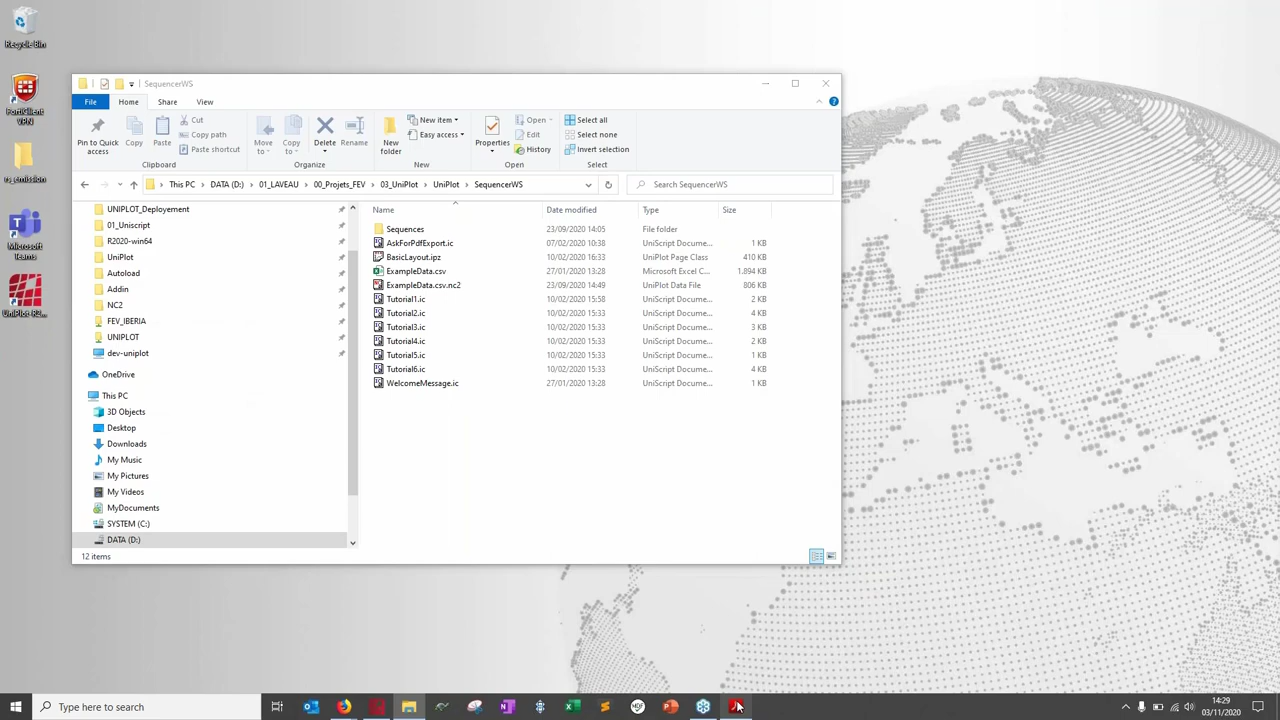 Recycle Bin
FortiClient
VPN
rs_emission
Microsoft
Teams
UniPlot-R2...
SequencerWS
File
Home
Share
View
Pin to Quick
access
Copy
Paste
Cut
Copy path
Paste shortcut
Clipboard
Move
to
Copy
to
Delete
Rename
Organize
New
folder
New item
Easy access
New
Properties
Open
Edit
History
Open
Select all
Select none
Invert selection
Select
This PC
DATA (D:)
01_LAVEAU
00_Projets_FEV
03_UniPlot
UniPlot
SequencerWS
Search SequencerWS
UNIPLOT_Deployement
01_Uniscript
R2020-win64
UniPlot
Autoload
Addin
NC2
FEV_IBERIA
UNIPLOT
dev-uniplot
OneDrive
This PC
3D Objects
Desktop
Downloads
My Music
My Pictures
My Videos
MyDocuments
SYSTEM (C:)
DATA (D:)
Name Date modified Type Size
Sequences 23/09/2020 14:05 File folder
AskForPdfExport.ic 07/02/2020 10:38 UniScript Docume... 1 KB
BasicLayout.ipz 10/02/2020 16:33 UniPlot Page Class 410 KB
ExampleData.csv 27/01/2020 13:28 Microsoft Excel C... 1.894 KB
ExampleData.csv.nc2 23/09/2020 14:49 UniPlot Data File 806 KB
Tutorial1.ic 10/02/2020 15:58 UniScript Docume... 2 KB
Tutorial2.ic 10/02/2020 15:33 UniScript Docume... 4 KB
Tutorial3.ic 10/02/2020 15:33 UniScript Docume... 3 KB
Tutorial4.ic 10/02/2020 15:33 UniScript Docume... 2 KB
Tutorial5.ic 10/02/2020 15:33 UniScript Docume... 1 KB
Tutorial6.ic 10/02/2020 15:33 UniScript Docume... 4 KB
WelcomeMessage.ic 27/01/2020 13:28 UniScript Docume... 1 KB
12 items
Type here to search
14:29
03/11/2020